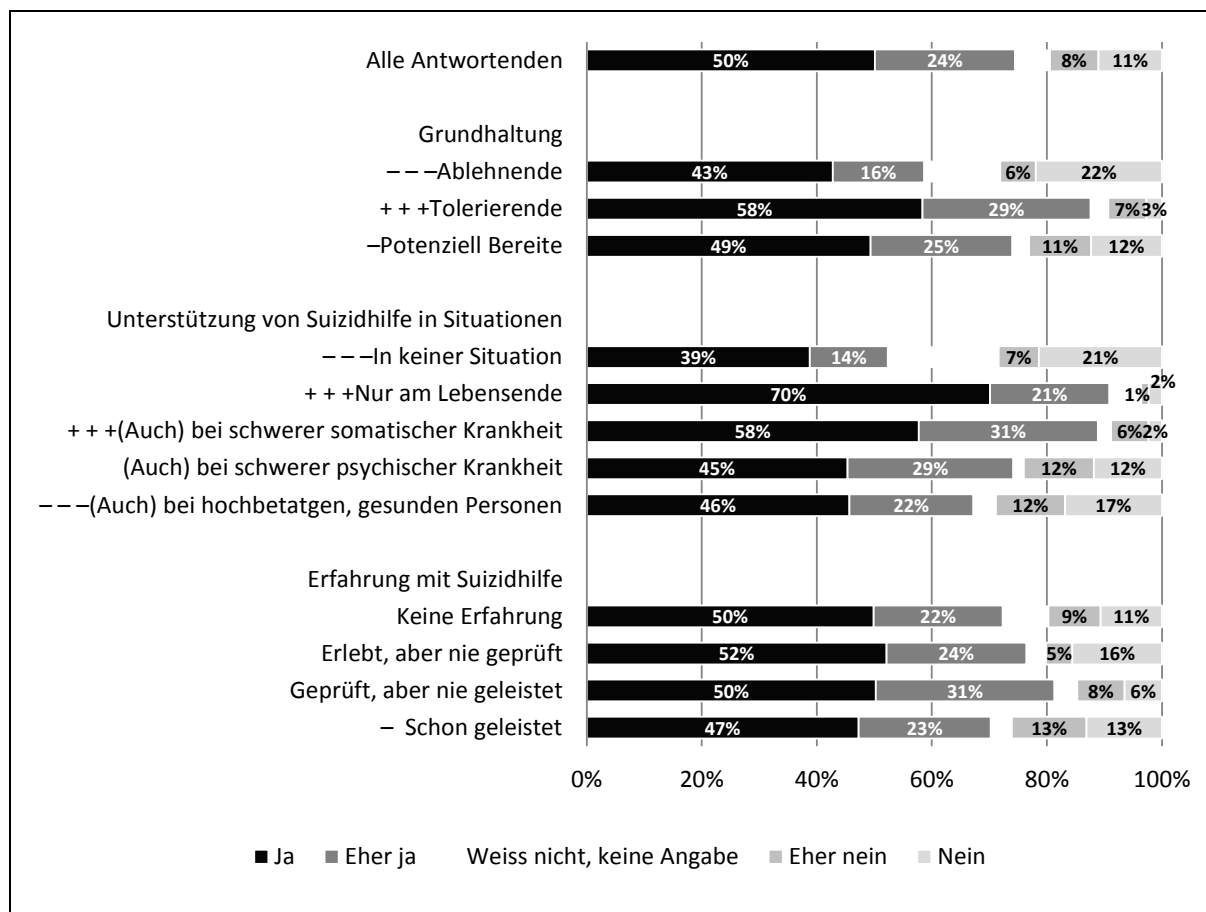 Alle Antwortenden 50% 24% 8% 11%
Grundhaltung
– – –Ablehnende 43% 16% 6% 22%
+ + +Tolerierende 58% 29% 7% 3%
–Potenziell Bereite 49% 25% 11% 12%
Unterstützung von Suizidhilfe in Situationen
– – –In keiner Situation 39% 14% 7% 21%
+ + +Nur am Lebensende 70% 21% 1% 2%
+ + +(Auch) bei schwerer somatischer Krankheit 58% 31% 6% 2%
(Auch) bei schwerer psychischer Krankheit 45% 29% 12% 12%
– – –(Auch) bei hochbetatgen, gesunden Personen 46% 22% 12% 17%
Erfahrung mit Suizidhilfe
Keine Erfahrung 50% 22% 9% 11%
Erlebt, aber nie geprüft 52% 24% 5% 16%
Geprüft, aber nie geleistet 50% 31% 8% 6%
– Schon geleistet 47% 23% 13% 13%
0% 20% 40% 60% 80% 100%
Ja Eher ja Weiss nicht, keine Angabe Eher nein Nein